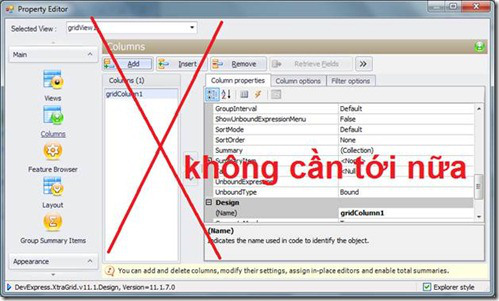 Property Editor
Selected View : gridView1
Main
Views
Columns
Feature Browser
Layout
Group Summary Items
Appearance
Columns
Add Insert Remove Retrieve Fields >>
Columns (1)
gridColumn1
Column properties Column options Filter options
GroupInterval Default
ShowUnboundExpressionMenu False
SortMode Default
SortOrder None
Summary (Collection)
SummaryItem
UnboundExpression
UnboundType Bound
Design
(Name) gridColumn1
không cần tới nữa
(Name)
Indicates the name used in code to identify the object.
You can add and delete columns, modify their settings, assign in-place editors and enable total summaries.
DevExpress.XtraGrid.v11.1.Design, Version=11.1.7.0
Explorer style